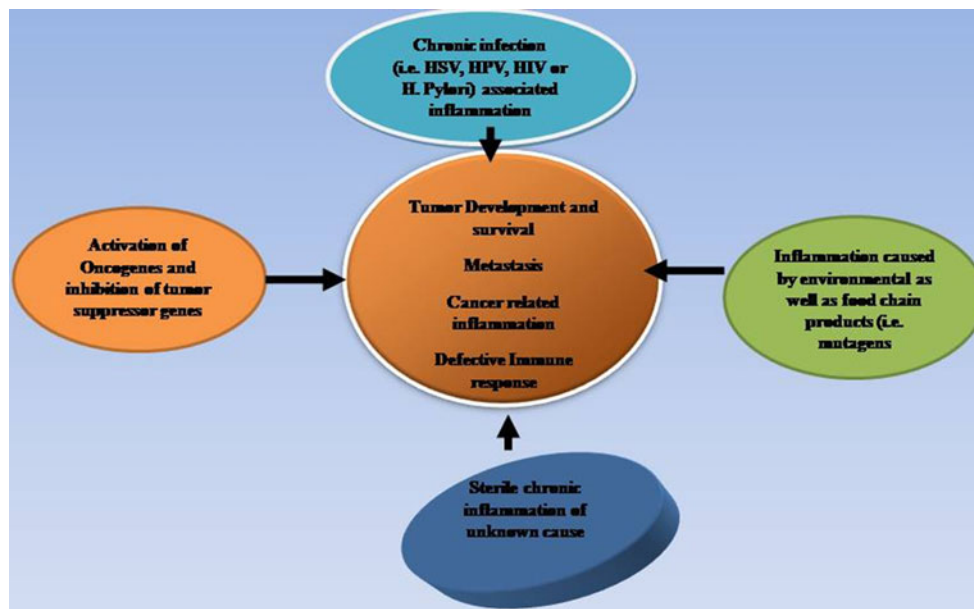 Chronic infection
(i.e. HSV, HPV, HIV or
H. Pylori) associated
inflammation
Activation of
Oncogenes and
inhibition of tumor
suppressor genes
Tumor Development and
survival
Metastasis
Cancer related
inflammation
Defective Immune
response
Inflammation caused
by environmental as
well as food chain
products (i.e.
mutagens
Sterile chronic
inflammation of
unknown cause